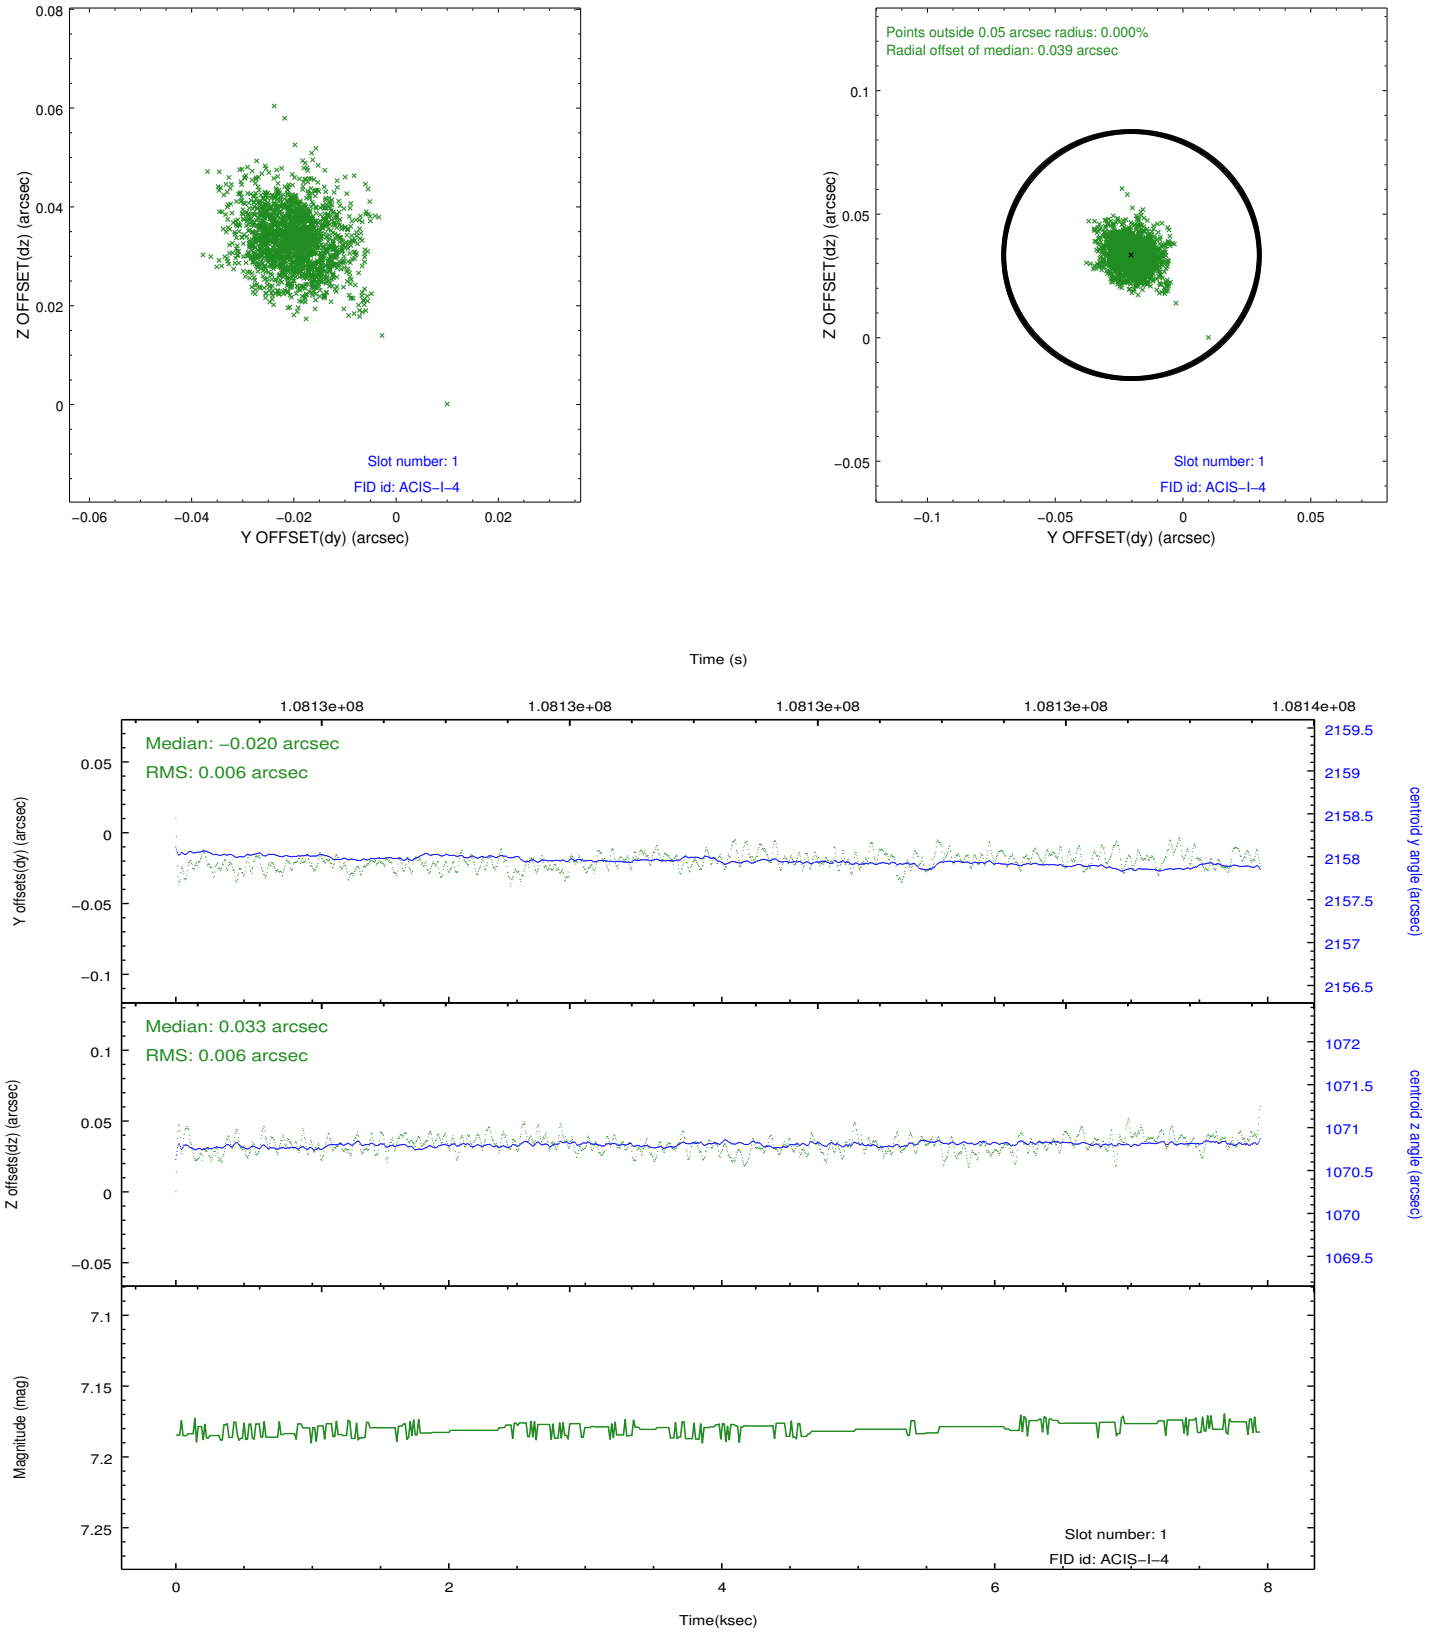 0.08
0.06
0.04
0.02
0
Z OFFSET(dz) (arcsec)
Slot number: 1
FID id: ACIS−I−4
−0.06
−0.04
−0.02
0
0.02
Y OFFSET(dy) (arcsec)
Points outside 0.05 arcsec radius: 0.000%
Radial offset of median: 0.039 arcsec
0.1
0.05
0
−0.05
Z OFFSET(dz) (arcsec)
Slot number: 1
FID id: ACIS−I−4
−0.1
−0.05
0
0.05
Y OFFSET(dy) (arcsec)
Time (s)
1.0813e+08
1.0813e+08
1.0813e+08
1.0813e+08
1.0814e+08
Median: −0.020 arcsec
RMS: 0.006 arcsec
0.05
0
−0.05
−0.1
Y offsets(dy) (arcsec)
2159.5
2159
2158.5
2158
2157.5
2157
2156.5
centroid y angle (arcsec)
Median: 0.033 arcsec
RMS: 0.006 arcsec
0.1
0.05
0
−0.05
Z offsets(dz) (arcsec)
1072
1071.5
1071
1070.5
1070
1069.5
centroid z angle (arcsec)
7.1
7.15
7.2
7.25
Magnitude (mag)
Slot number: 1
FID id: ACIS−I−4
0
2
4
6
8
Time(ksec)